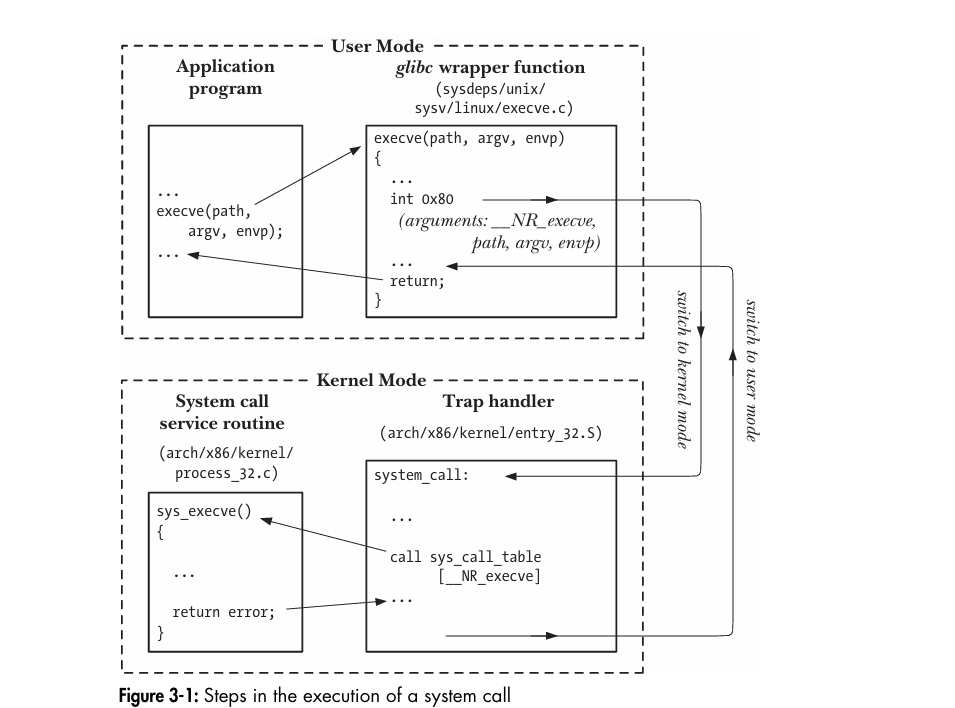 User Mode
Application
program
glibc wrapper function
(sysdeps/unix/
sysv/linux/execve.c)
...
execve(path,
argv, envp);
...
execve(path, argv, envp)
{
...
int 0x80
(arguments: __NR_execve,
path, argv, envp)
...
return;
}
switch to kernel mode
switch to user mode
Kernel Mode
System call
service routine
(arch/x86/kernel/
process_32.c)
Trap handler
(arch/x86/kernel/entry_32.S)
sys_execve()
{
...
return error;
}
system_call:
...
call sys_call_table
[__NR_execve]
...
Figure 3-1: Steps in the execution of a system call